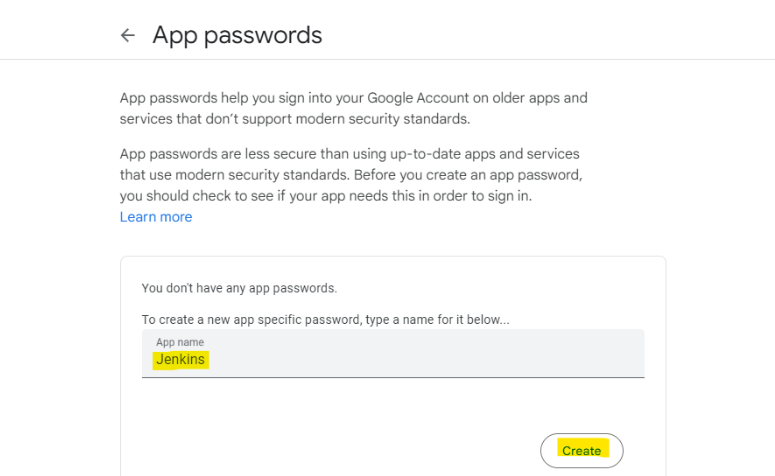 App passwords
App passwords help you sign into your Google Account on older apps and
services that don’t support modern security standards.
App passwords are less secure than using up-to-date apps and services
that use modern security standards. Before you create an app password,
you should check to see if your app needs this in order to sign in.
Learn more
You don't have any app passwords.
To create a new app specific password, type a name for it below...
App name
Jenkins
Create